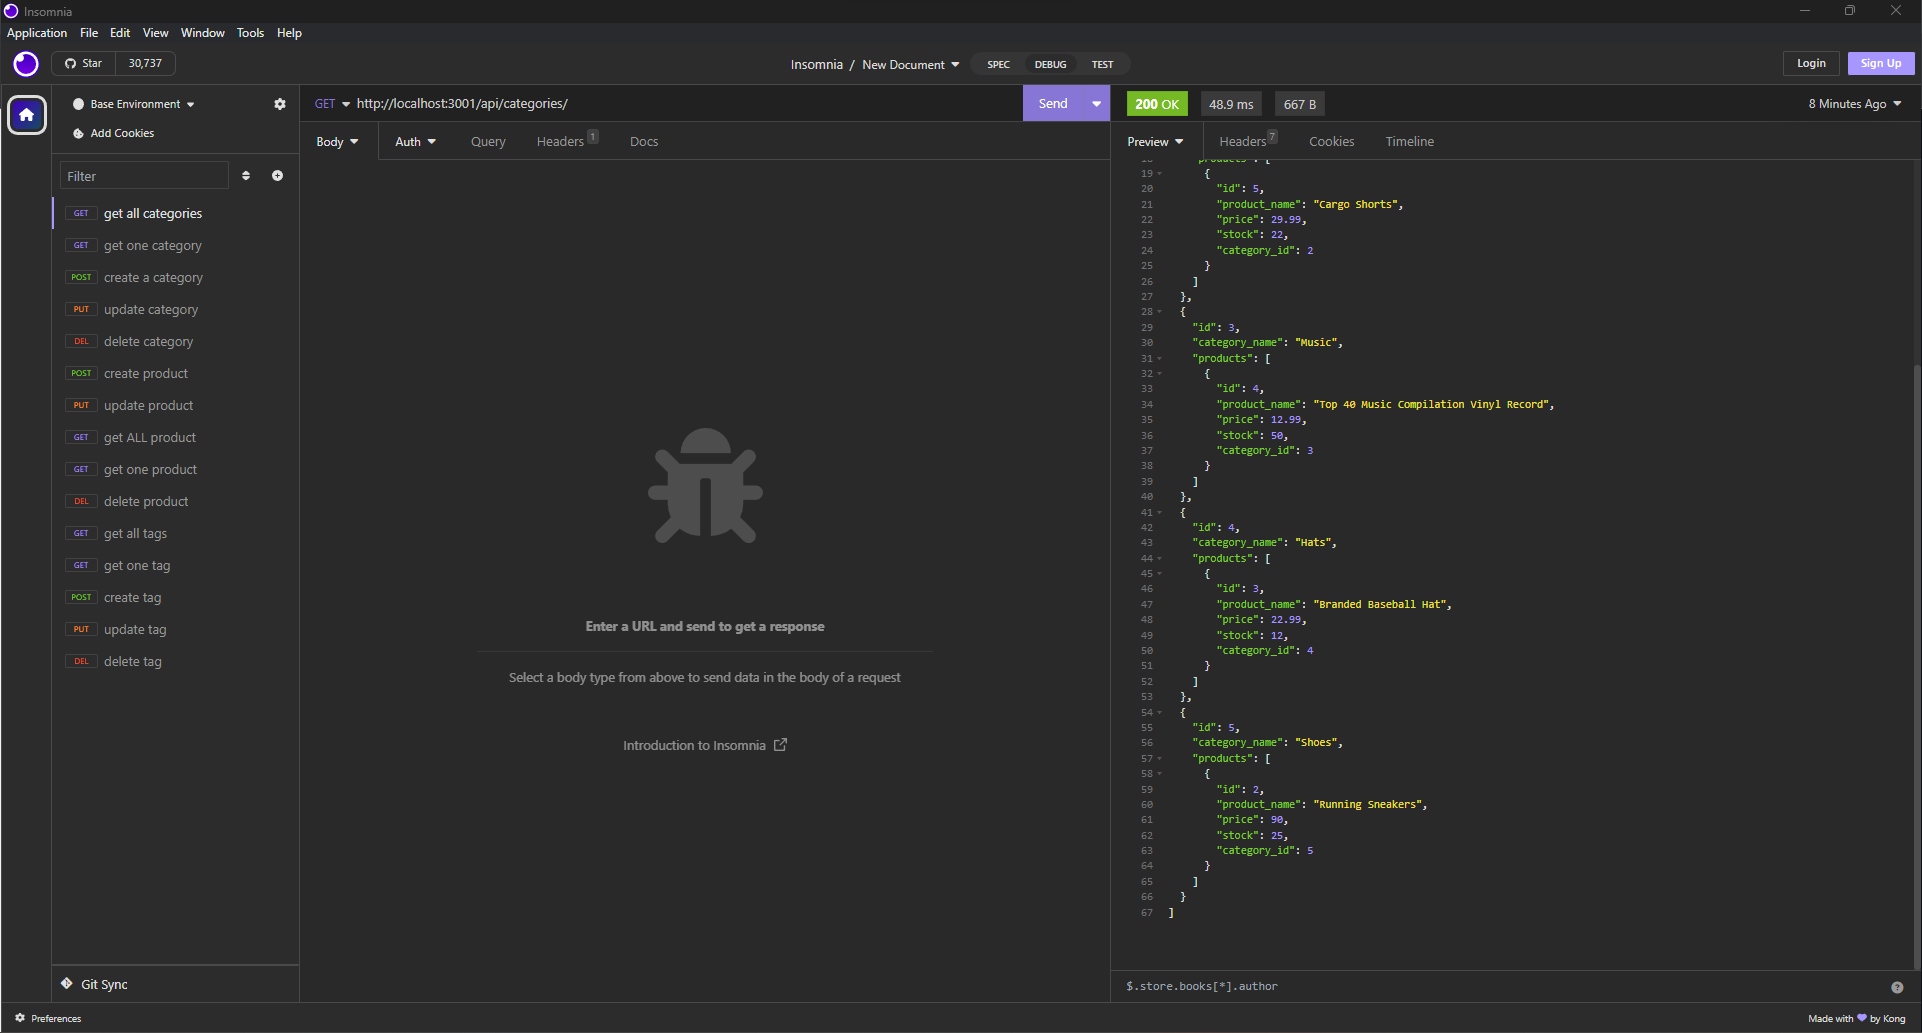 Insomnia
Application File Edit View Window Tools Help
Star 30,737
Insomnia / New Document
SPEC DEBUG TEST
Login Sign Up
Base Environment
Add Cookies
Filter
GET get all categories
GET get one category
POST create a category
PUT update category
DEL delete category
POST create product
PUT update product
GET get ALL product
GET get one product
DEL delete product
GET get all tags
GET get one tag
POST create tag
PUT update tag
DEL delete tag
Git Sync
Preferences
GET http://localhost:3001/api/categories/ Send
Body Auth Query Headers 1 Docs
Enter a URL and send to get a response
Select a body type from above to send data in the body of a request
Introduction to Insomnia
200 OK 48.9 ms 667 B 8 Minutes Ago
Preview Headers 7 Cookies Timeline
18 "products": [
19 {
20 "id": 5,
21 "product_name": "Cargo Shorts",
22 "price": 29.99,
23 "stock": 22,
24 "category_id": 2
25 }
26 ]
27 },
28 {
29 "id": 3,
30 "category_name": "Music",
31 "products": [
32 {
33 "id": 4,
34 "product_name": "Top 40 Music Compilation Vinyl Record",
35 "price": 12.99,
36 "stock": 50,
37 "category_id": 3
38 }
39 ]
40 },
41 {
42 "id": 4,
43 "category_name": "Hats",
44 "products": [
45 {
46 "id": 3,
47 "product_name": "Branded Baseball Hat",
48 "price": 22.99,
49 "stock": 12,
50 "category_id": 4
51 }
52 ]
53 },
54 {
55 "id": 5,
56 "category_name": "Shoes",
57 "products": [
58 {
59 "id": 2,
60 "product_name": "Running Sneakers",
61 "price": 90,
62 "stock": 25,
63 "category_id": 5
64 }
65 ]
66 }
67 ]
$.store.books[*].author
Made with 💜 by Kong